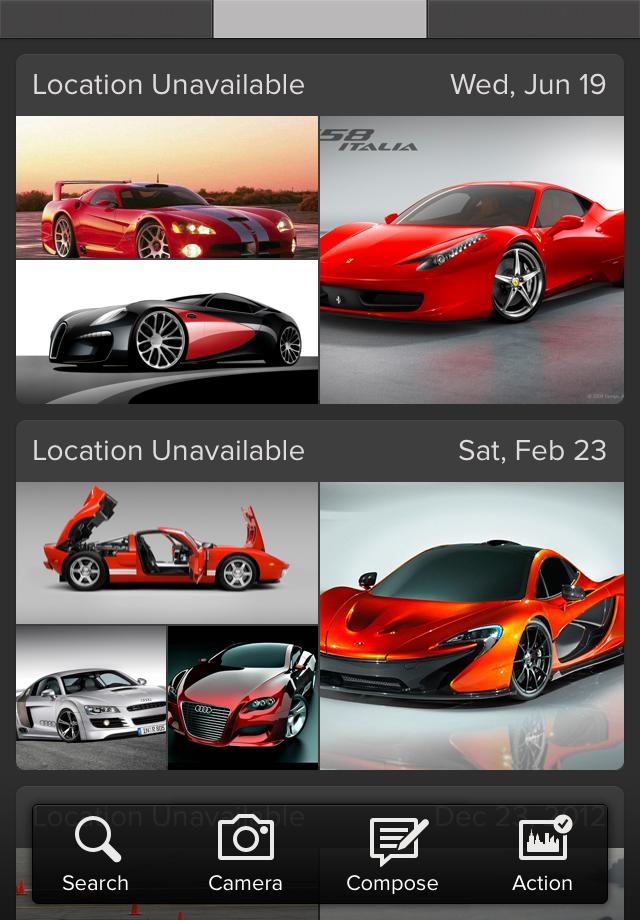 Location Unavailable Wed, Jun 19
58
ITALIA
Location Unavailable Sat, Feb 23
Location Unavailable Dec 23, 2012
Search Camera Compose Action